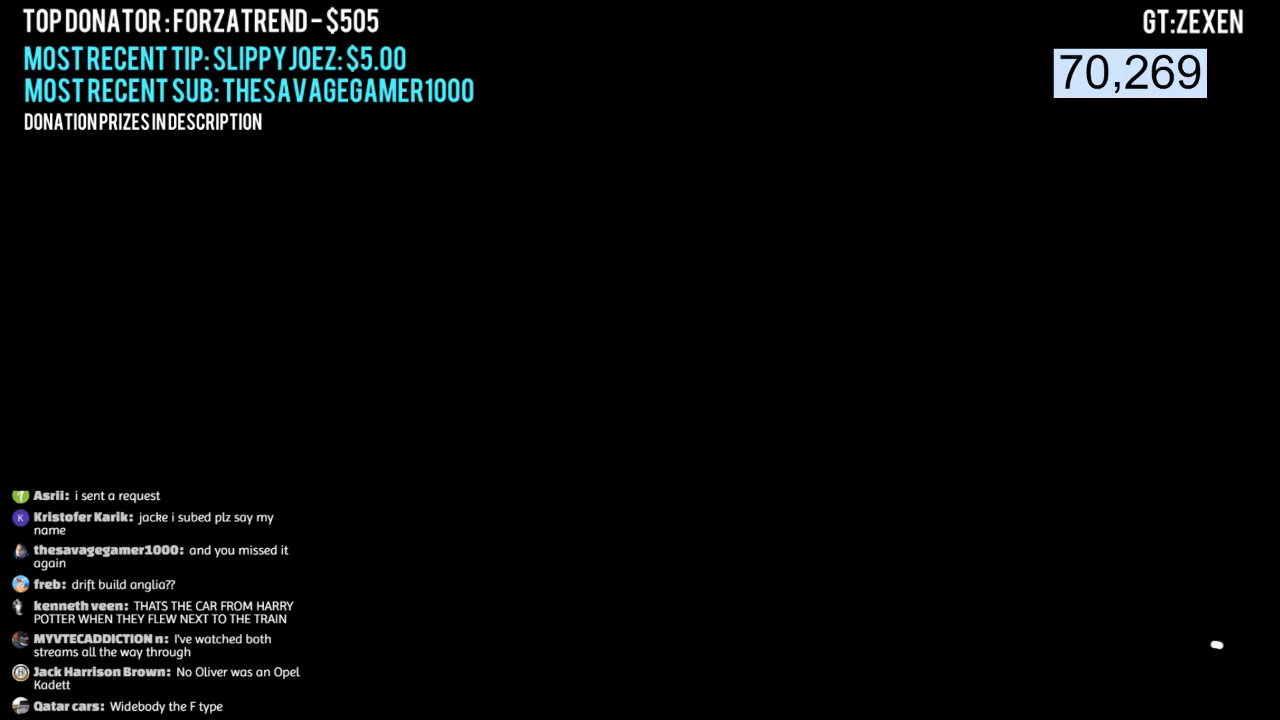 TOP DONATOR : FORZATREND - $505
GT:ZEXEN
MOST RECENT TIP: SLIPPY JOEZ: $5.00
70,269
MOST RECENT SUB: THESAVAGEGAMER1000
DONATION PRIZES IN DESCRIPTION
Asrii: i sent a request
K Kristofer Karik: jacke i subed plz say my
name
thesavagegamer1000: and you missed it
again
freb: drift build anglia??
kenneth veen: THATS THE CAR FROM HARRY
POTTER WHEN THEY FLEW NEXT TO THE TRAIN
MYVTECADDICTION n: I've watched both
streams all the way through
Jack Harrison Brown: No Oliver was an Opel
Kadett
Qatar cars: Widebody the F type